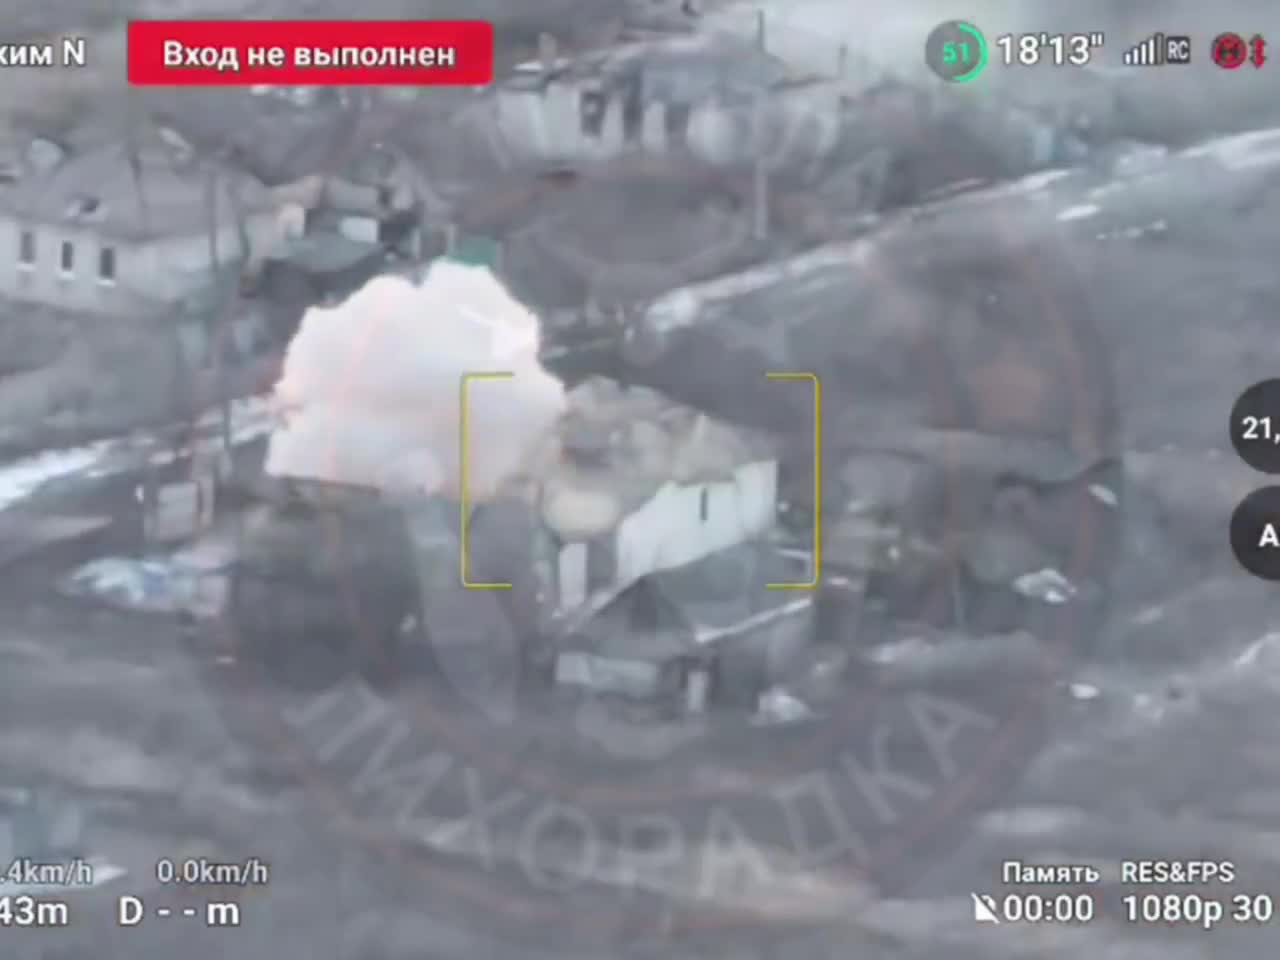 жим N
Вход не выполнен
51
18'13"
RC
21,
A
.4km/h
0.0km/h
43m
D - - m
Память
RES&FPS
00:00
1080p 30
ЛИХОРАДКА